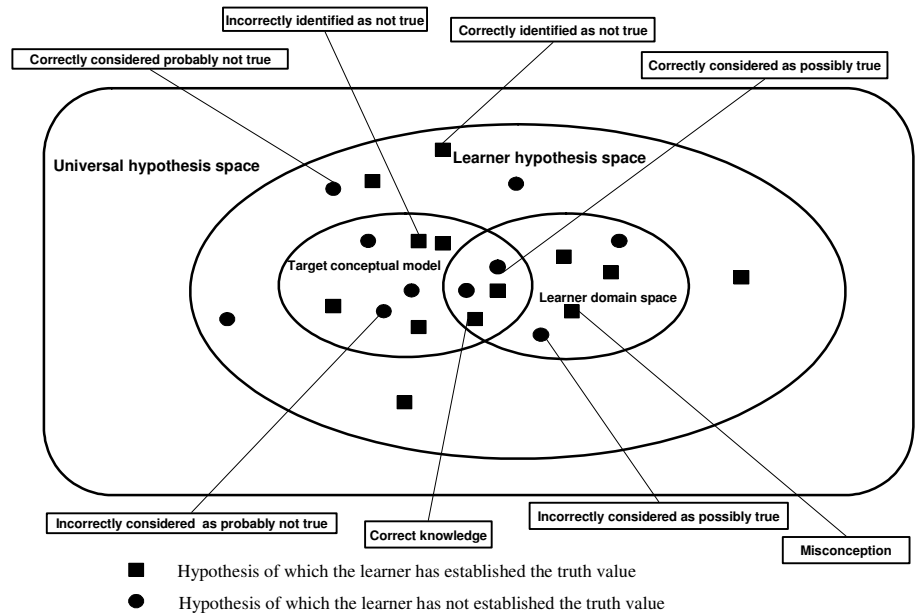 Incorrectly identified as not true
Correctly identified as not true
Correctly considered probably not true
Correctly considered as possibly true
Universal hypothesis space
Learner hypothesis space
Target conceptual model
Learner domain space
Incorrectly considered as probably not true
Correct knowledge
Incorrectly considered as possibly true
Misconception
Hypothesis of which the learner has established the truth value
Hypothesis of which the learner has not established the truth value